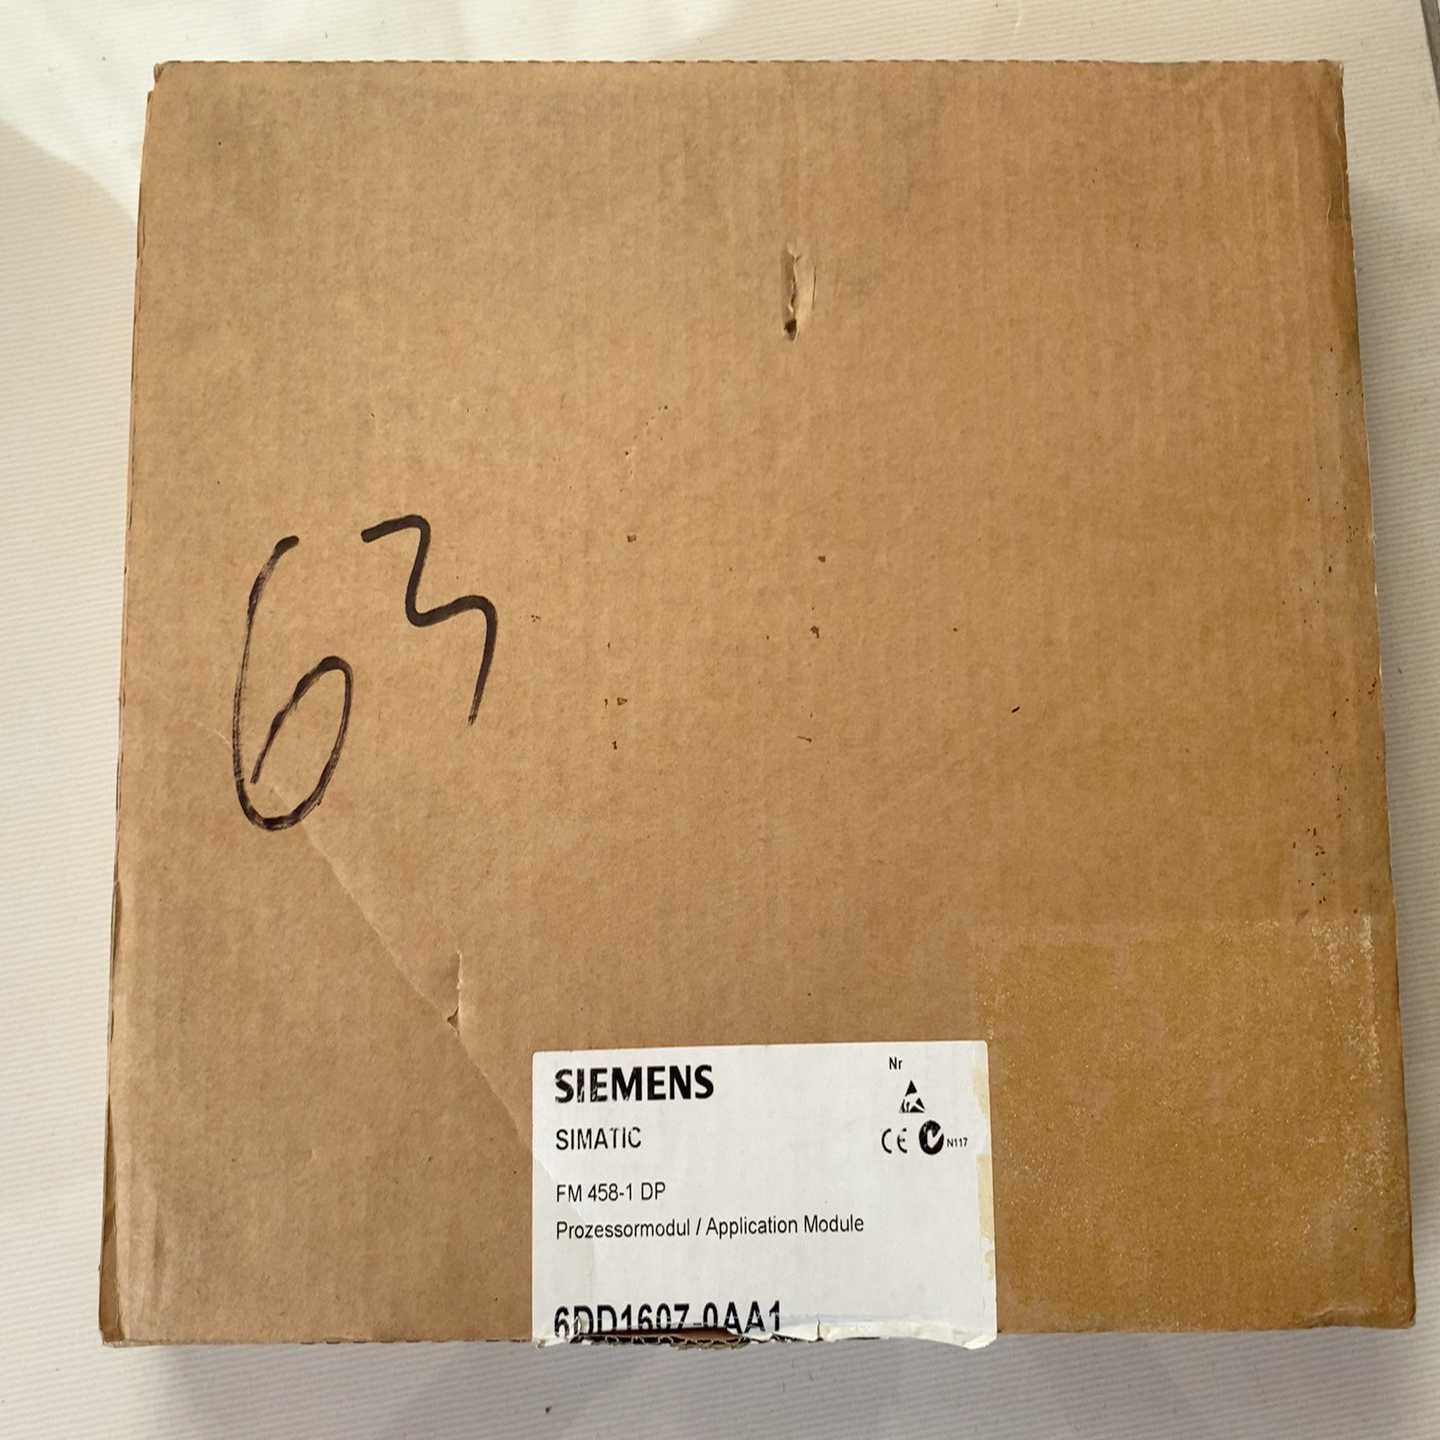 63
SIEMENS
Nr
SIMATIC
CE N117
FM 458-1 DP
Prozessormodul / Application Module
6DD1607-0AA1